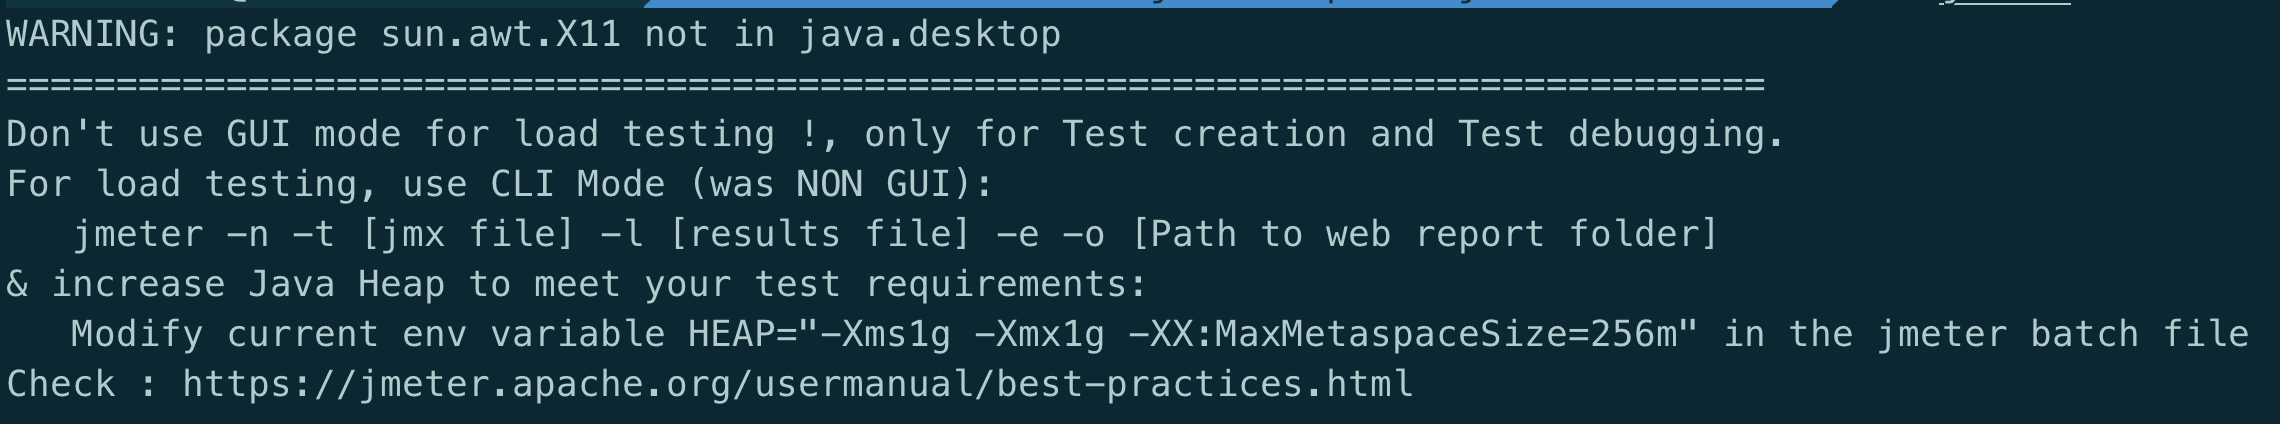 WARNING: package sun.awt.X11 not in java.desktop
================================================================================
Don't use GUI mode for load testing !, only for Test creation and Test debugging.
For load testing, use CLI Mode (was NON GUI):
   jmeter -n -t [jmx file] -l [results file] -e -o [Path to web report folder]
& increase Java Heap to meet your test requirements:
   Modify current env variable HEAP="-Xms1g -Xmx1g -XX:MaxMetaspaceSize=256m" in the jmeter batch file
Check : https://jmeter.apache.org/usermanual/best-practices.html